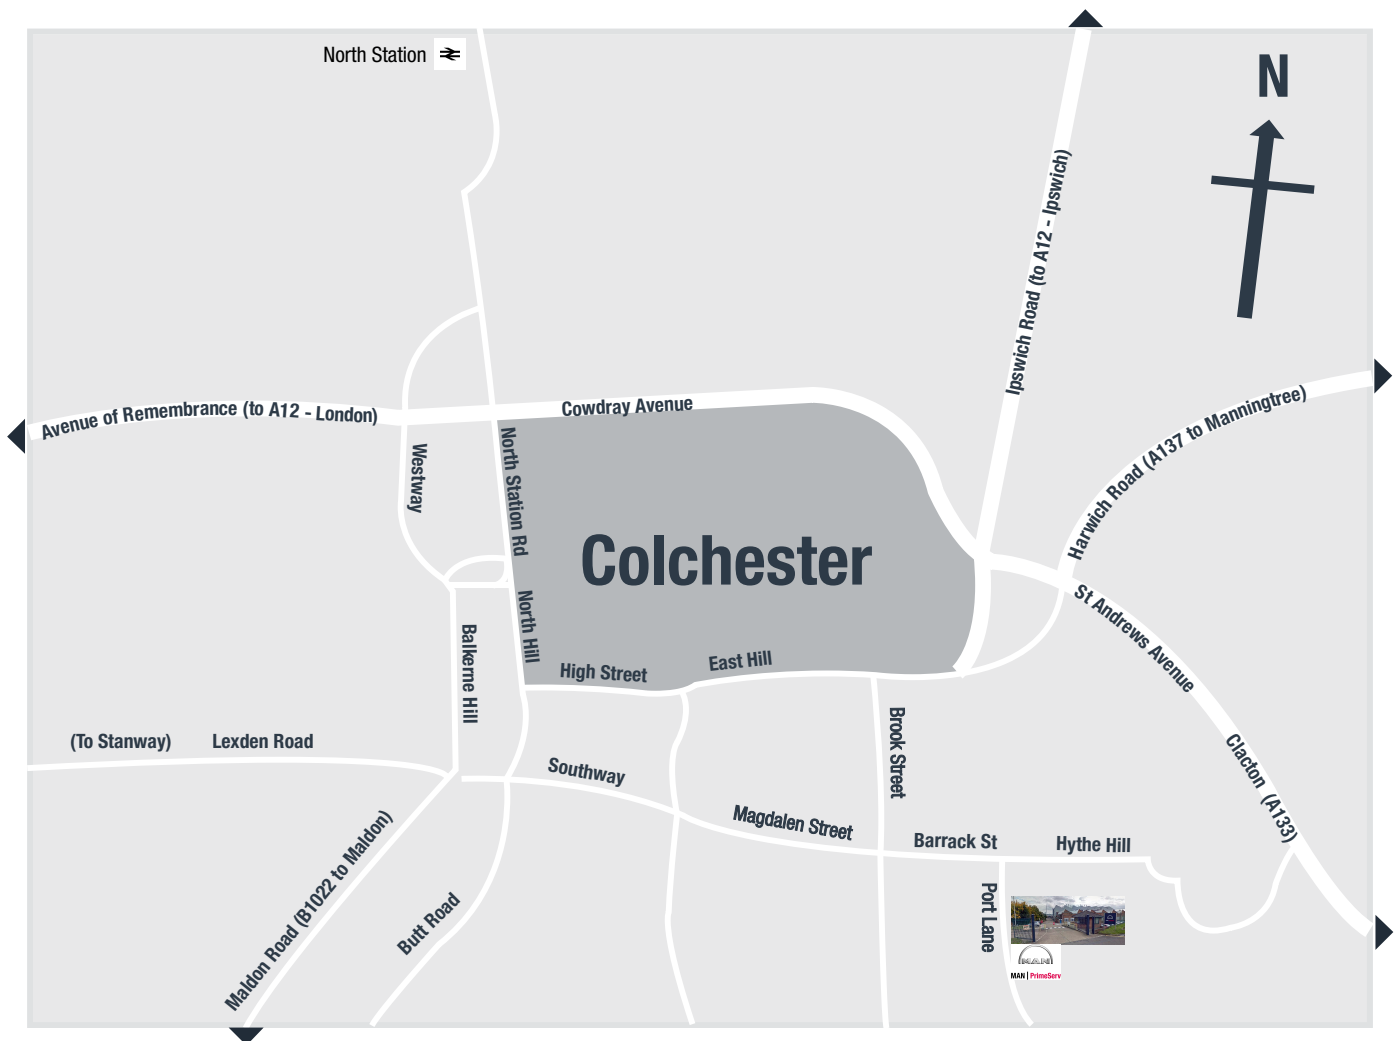 North Station
N
Ipswich Road (to A12 - Ipswich)
Harwich Road (A137 to Manningtree)
Avenue of Remembrance (to A12 - London)
Cowdray Avenue
Westway
North Station Rd
Colchester
St Andrews Avenue
North Hill
Balkerne Hill
High Street
East Hill
Brook Street
(To Stanway)
Lexden Road
Southway
Clacton (A133)
Magdalen Street
Barrack St
Hythe Hill
Maldon Road (B1022 to Maldon)
Butt Road
Port Lane
MAN
MAN | PrimeServ